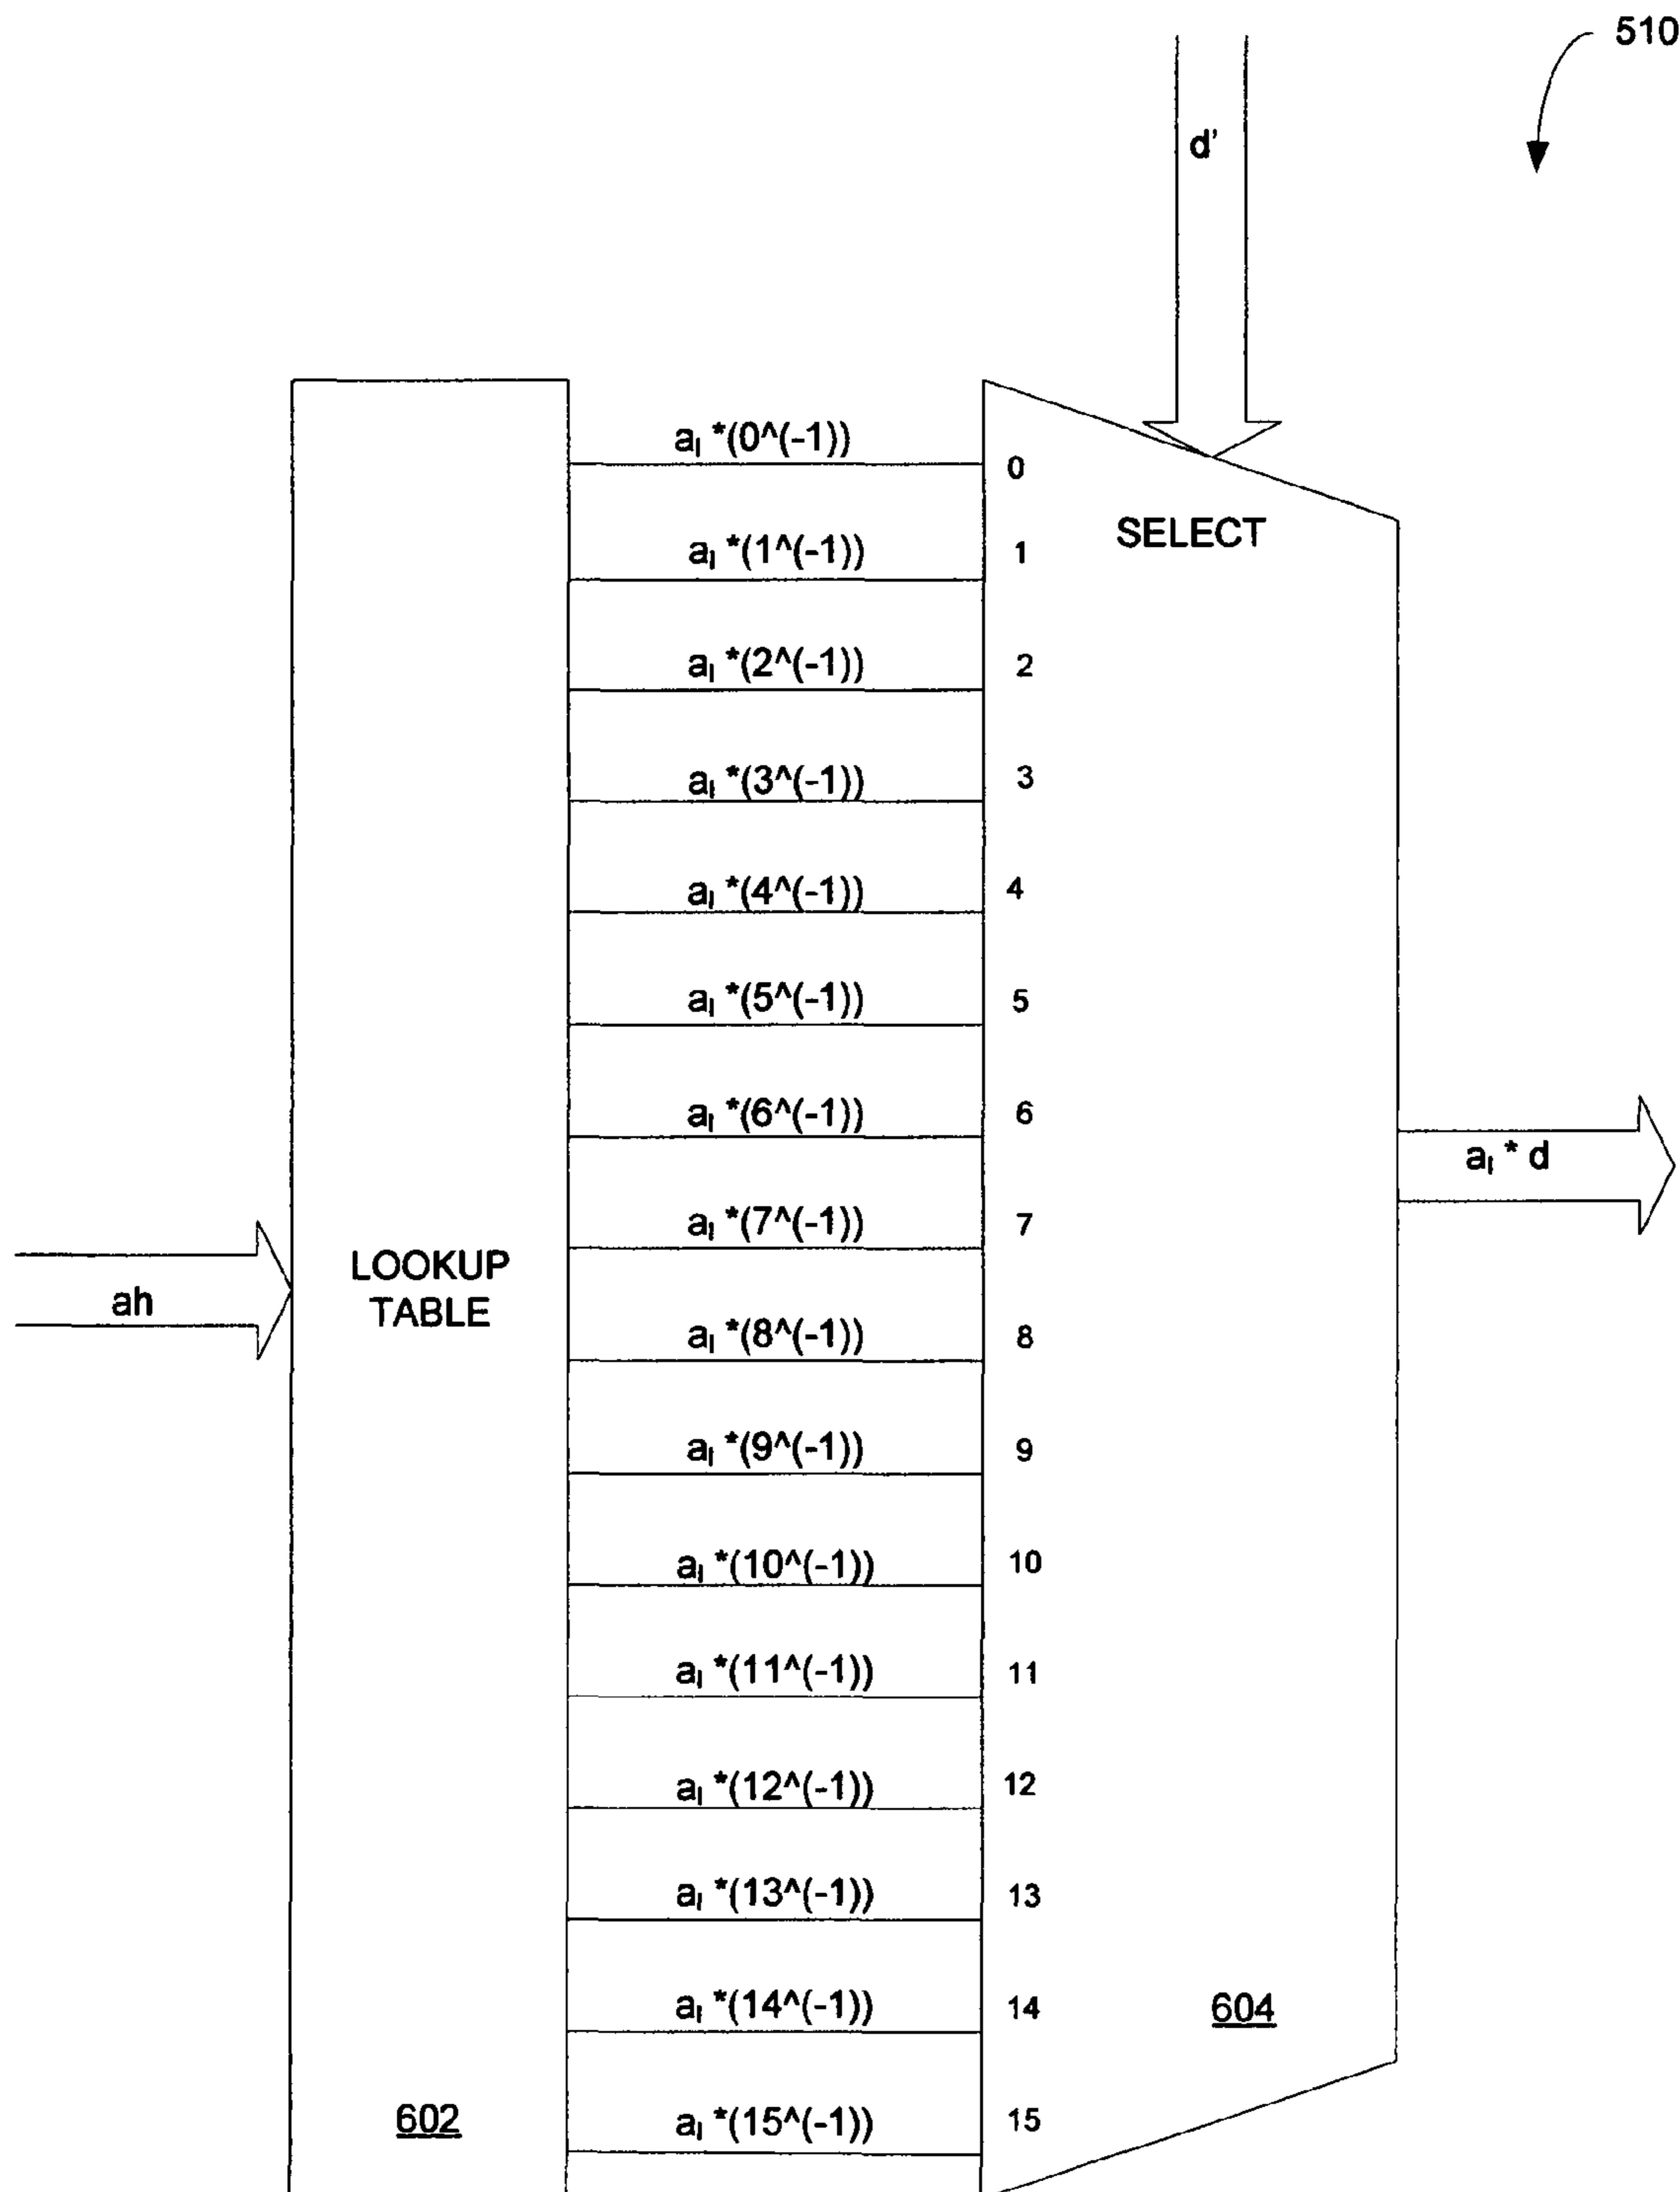 510
d'
aₗ *(0^(-1))
0
SELECT
aₗ *(1^(-1))
1
aₗ *(2^(-1))
2
aₗ *(3^(-1))
3
aₗ *(4^(-1))
4
aₗ *(5^(-1))
5
aₗ *(6^(-1))
6
aₗ * d
aₗ *(7^(-1))
7
LOOKUP
TABLE
ah
aₗ *(8^(-1))
8
aₗ *(9^(-1))
9
aₗ *(10^(-1))
10
aₗ *(11^(-1))
11
aₗ *(12^(-1))
12
aₗ *(13^(-1))
13
aₗ *(14^(-1))
14
604
602
aₗ *(15^(-1))
15